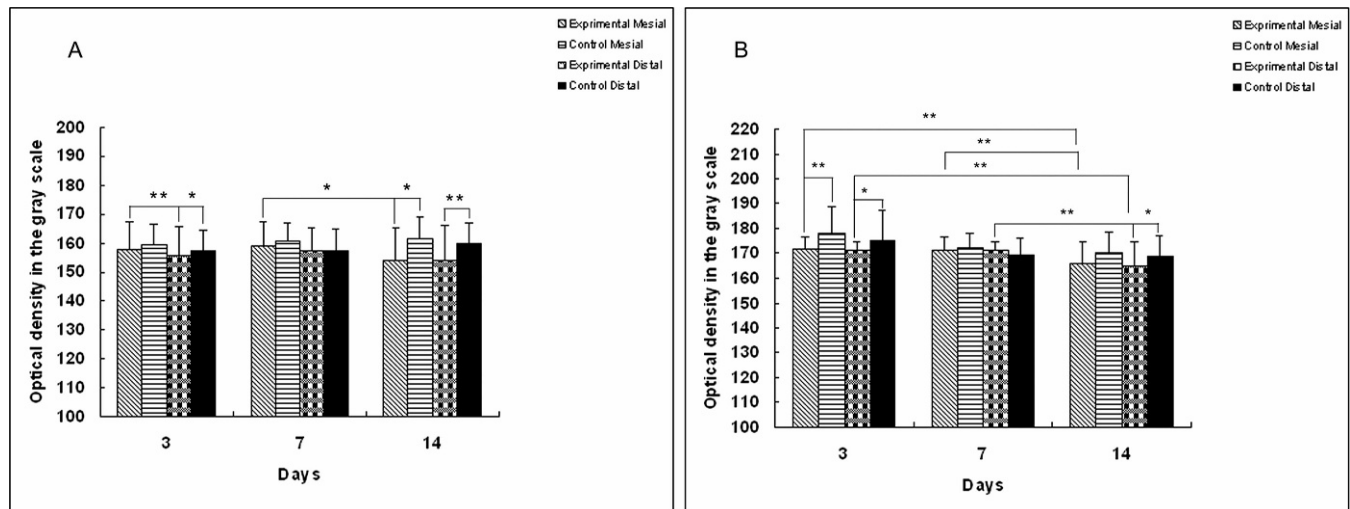 A
Exprimental Mesial
Control Mesial
Exprimental Distal
Control Distal
Optical density in the gray scale
200
190
180
170
160
150
140
130
120
110
100
** * * * **
3 7 14
Days
B
Exprimental Mesial
Control Mesial
Exprimental Distal
Control Distal
Optical density in the gray scale
220
210
200
190
180
170
160
150
140
130
120
110
100
**
**
** **
*
** *
3 7 14
Days